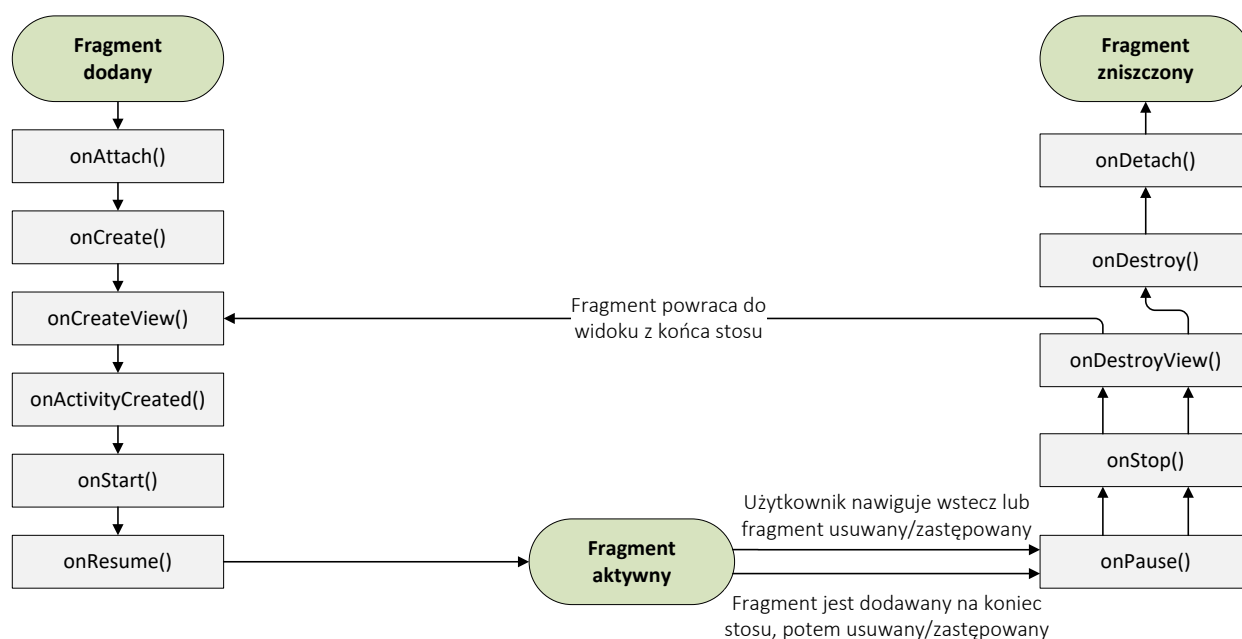 Fragment
dodany
onAttach()
onCreate()
onCreateView()
onActivityCreated()
onStart()
onResume()
Fragment powraca do
widoku z końca stosu
Fragment
aktywny
Użytkownik nawiguje wstecz lub
fragment usuwany/zastępowany
Fragment jest dodawany na koniec
stosu, potem usuwany/zastępowany
Fragment
zniszczony
onDetach()
onDestroy()
onDestroyView()
onStop()
onPause()